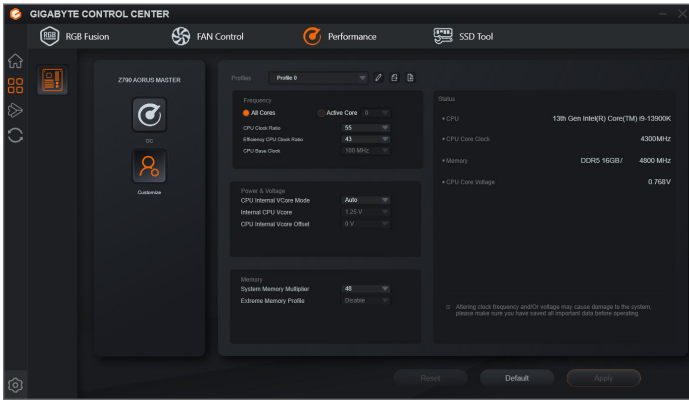 GIGABYTE CONTROL CENTER
RGB RGB Fusion FAN Control Performance SSD Tool
Z790 AORUS MASTER
OC
Customize
Profiles Profile 0
Frequency
All Cores Active Core 0
CPU Clock Ratio 55
Efficiency CPU Clock Ratio 43
CPU Base Clock 100 MHz
Power & Voltage
CPU Internal VCore Mode Auto
Internal CPU Vcore 1.25 V
CPU Internal Vcore Offset 0 V
Memory
System Memory Multiplier 48
Extreme Memory Profile Disable
Status
CPU 13th Gen Intel(R) Core(TM) i9-13900K
CPU Core Clock 4300MHz
Memory DDR5 16GB / 4800 MHz
CPU Core Voltage 0.768V
Altering clock frequency and/Or voltage may cause damage to the system,
please make sure you have saved all important data before operating.
Reset Default Apply